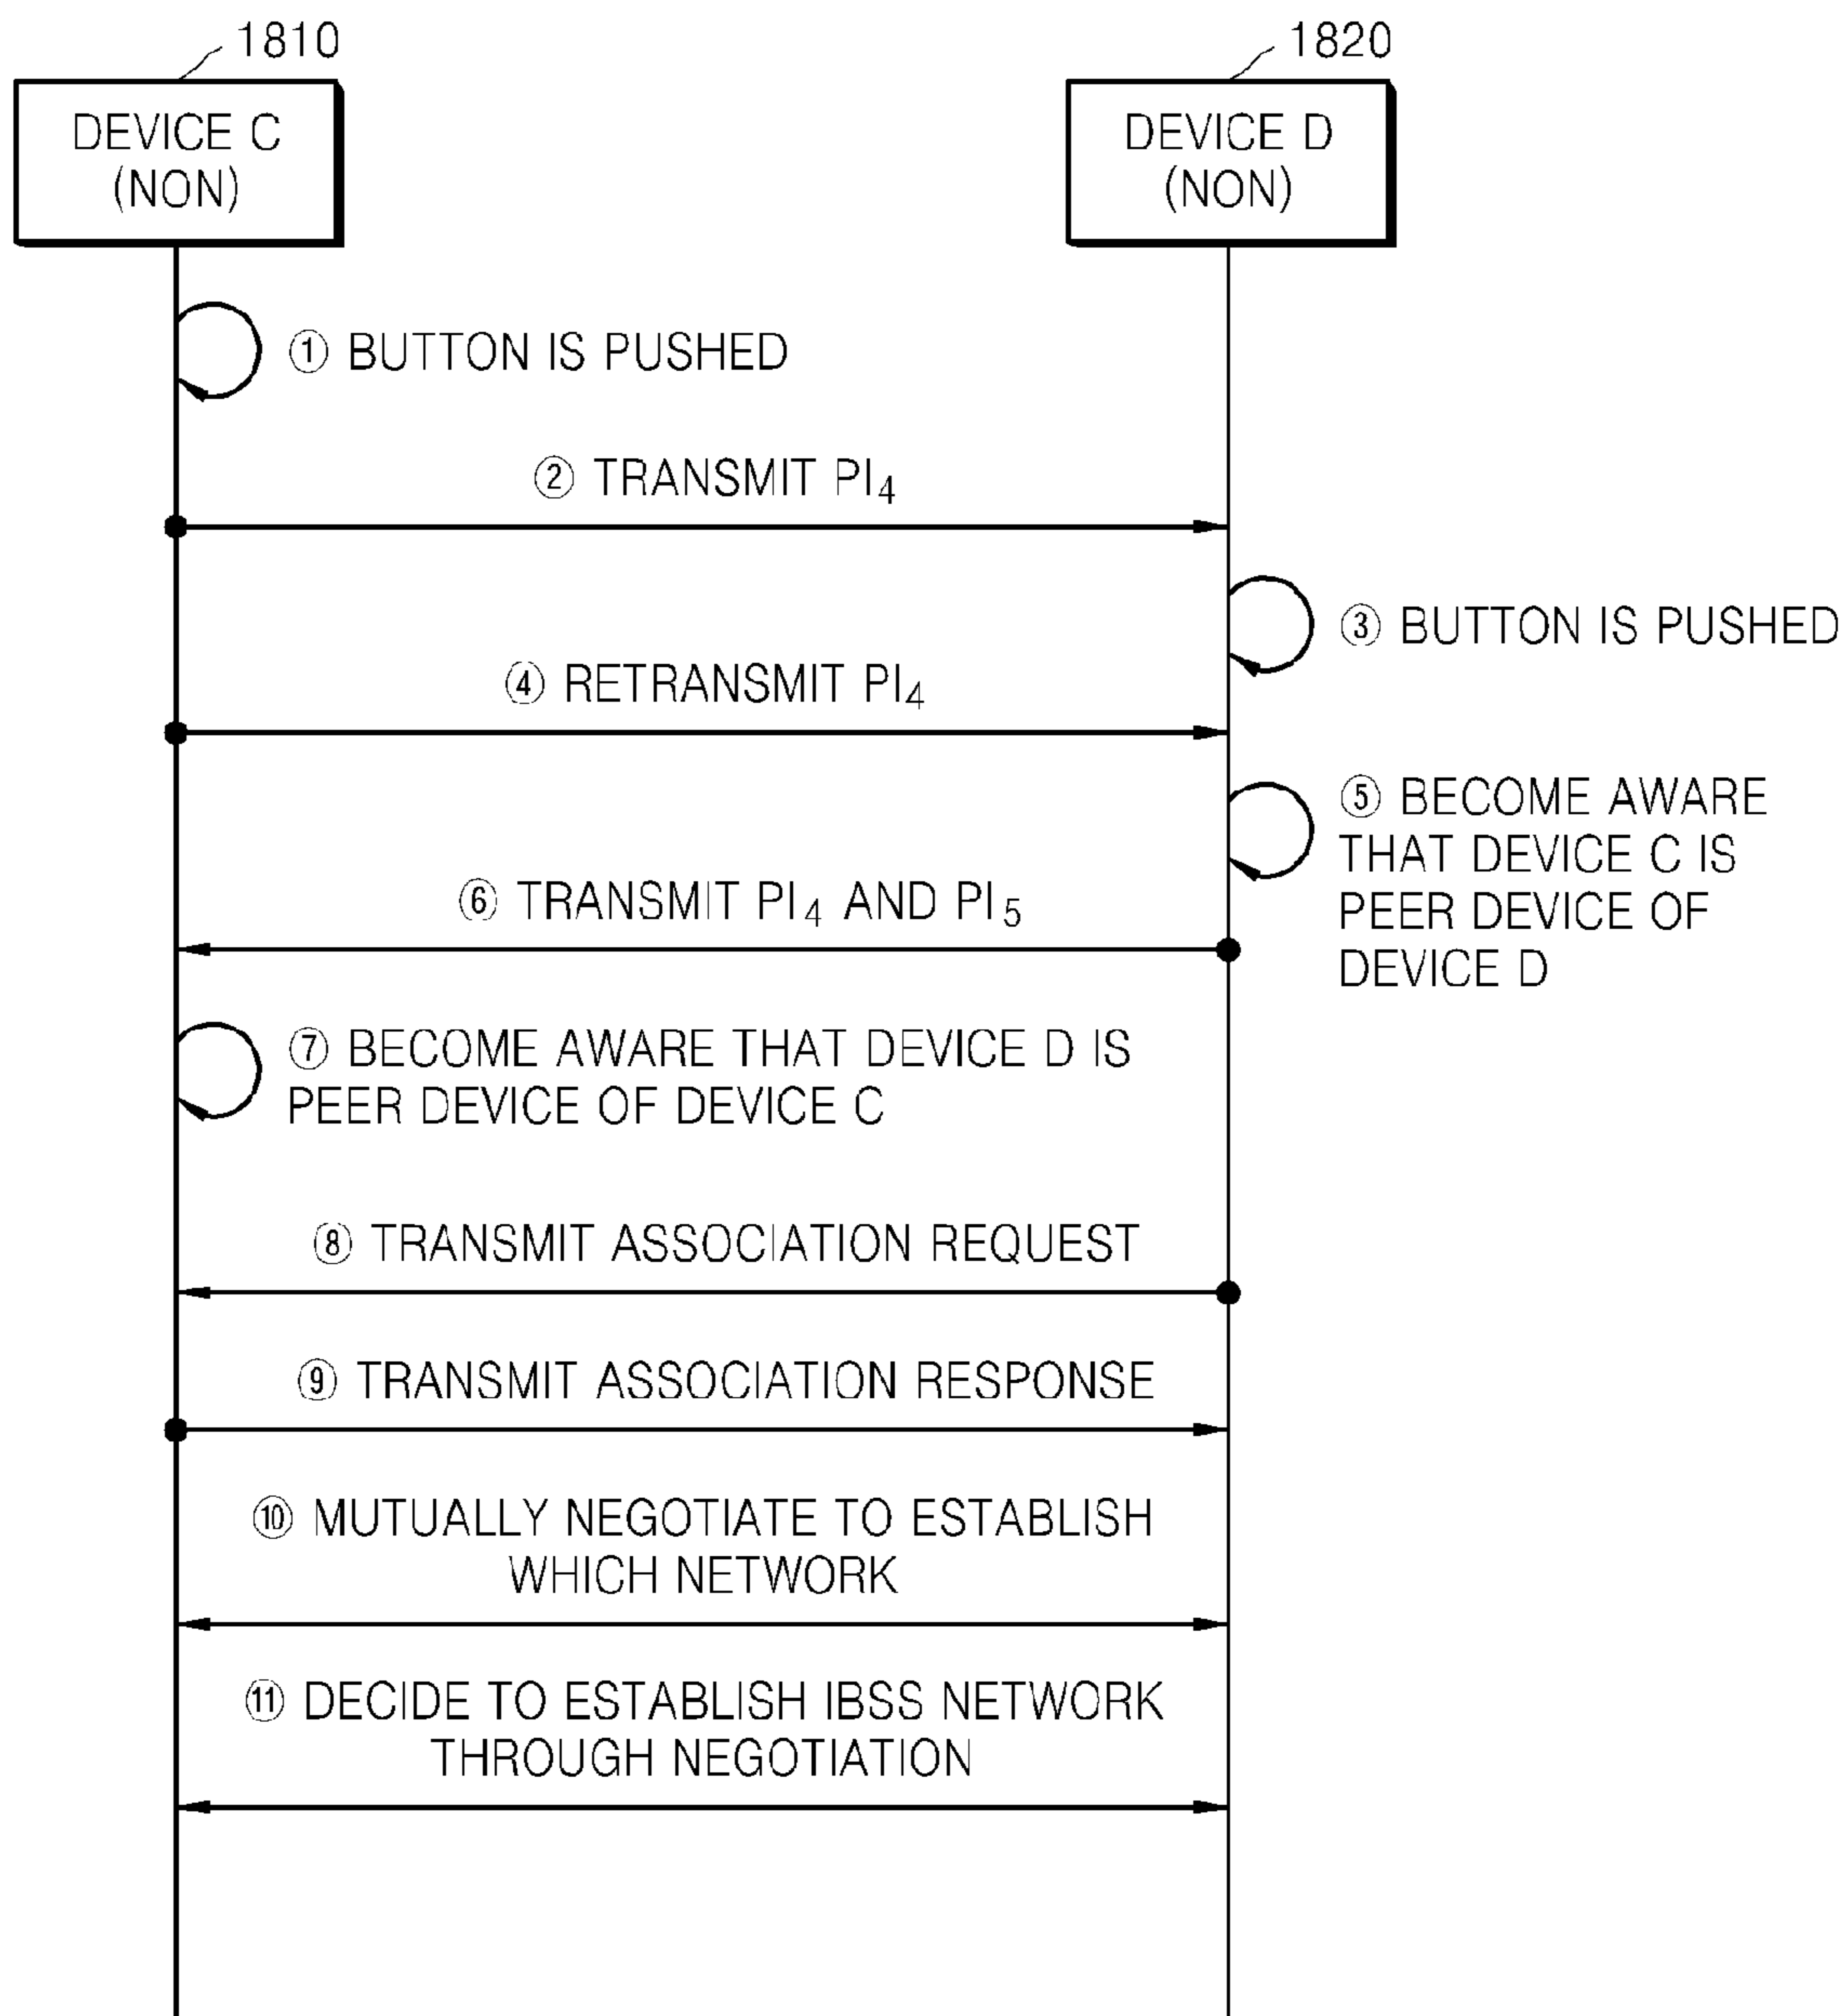 1810
1820
DEVICE C
(NON)
DEVICE D
(NON)
① BUTTON IS PUSHED
② TRANSMIT PI₄
③ BUTTON IS PUSHED
④ RETRANSMIT PI₄
⑤ BECOME AWARE
THAT DEVICE C IS
PEER DEVICE OF
DEVICE D
⑥ TRANSMIT PI₄ AND PI₅
⑦ BECOME AWARE THAT DEVICE D IS
PEER DEVICE OF DEVICE C
⑧ TRANSMIT ASSOCIATION REQUEST
⑨ TRANSMIT ASSOCIATION RESPONSE
⑩ MUTUALLY NEGOTIATE TO ESTABLISH
WHICH NETWORK
⑪ DECIDE TO ESTABLISH IBSS NETWORK
THROUGH NEGOTIATION